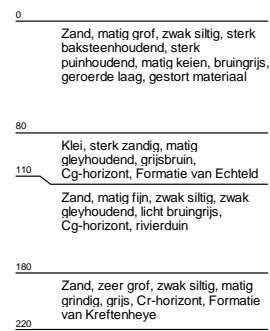 0
Zand, matig grof, zwak siltig, sterk
baksteenhoudend, sterk
puinhoudend, matig keien, bruingrijs,
geroerde laag, gestort materiaal
80
Klei, sterk zandig, matig
gleyhoudend, grijsbruin,
Cg-horizont, Formatie van Echteld
110
Zand, matig fijn, zwak siltig, zwak
gleyhoudend, licht bruingrijs,
Cg-horizont, rivierduin
180
Zand, zeer grof, zwak siltig, matig
grindig, grijs, Cr-horizont, Formatie
van Kreftenheye
220